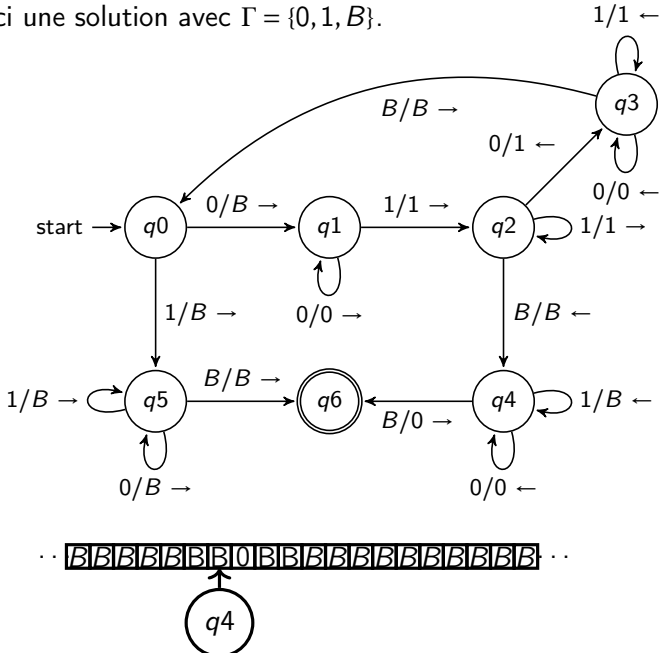 ci une solution avec Γ = {0, 1, B}.
1/1 ←
q3
B/B →
0/1 ←
0/0 ←
start
q0
0/B →
q1
1/1 →
q2
1/1 →
1/B →
0/0 →
B/B ←
1/B →
q5
B/B →
q6
B/0 →
q4
1/B ←
0/B →
0/0 ←
·· BBBBBBB0BBBBBBBBBBBB ···
q4